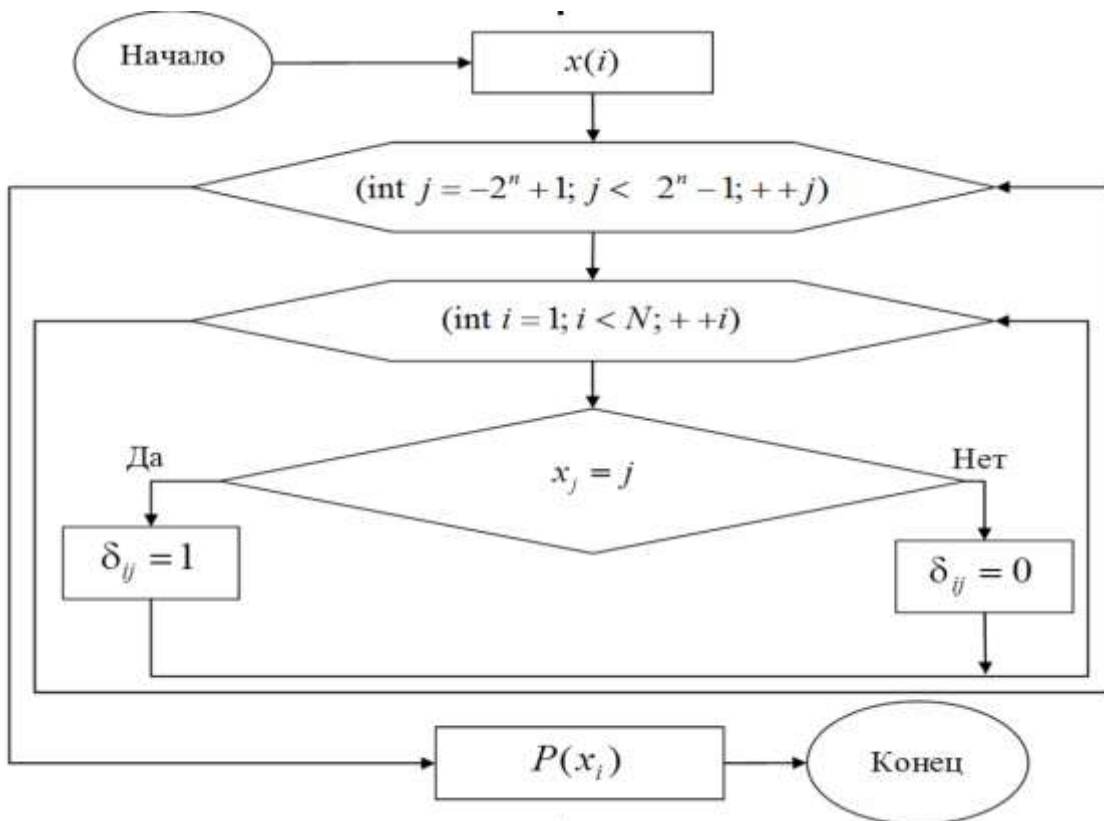 Начало
x(i)
(int j = −2ⁿ + 1; j < 2ⁿ − 1; + + j)
(int i = 1; i < N; + + i)
Да
x_j = j
Нет
δ_ij = 1
δ_ij = 0
P(x_i)
Конец